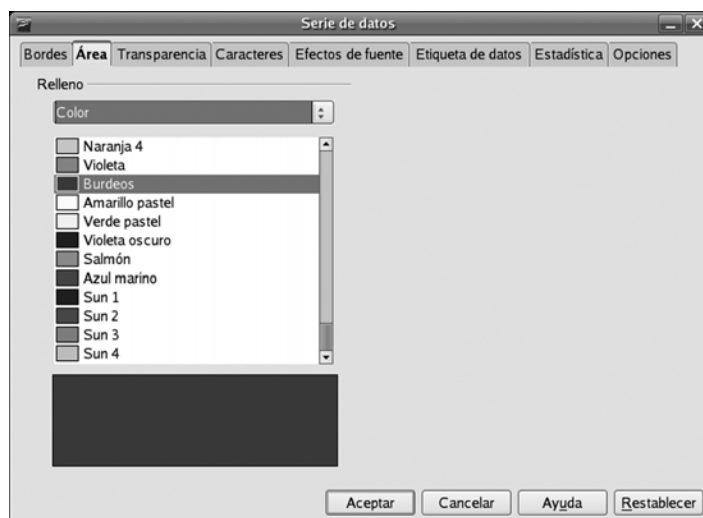 Serie de datos
Bordes Área Transparencia Caracteres Efectos de fuente Etiqueta de datos Estadística Opciones
Relleno
Color
Naranja 4
Violeta
Burdeos
Amarillo pastel
Verde pastel
Violeta oscuro
Salmón
Azul marino
Sun 1
Sun 2
Sun 3
Sun 4
Aceptar Cancelar Ayuda Restablecer